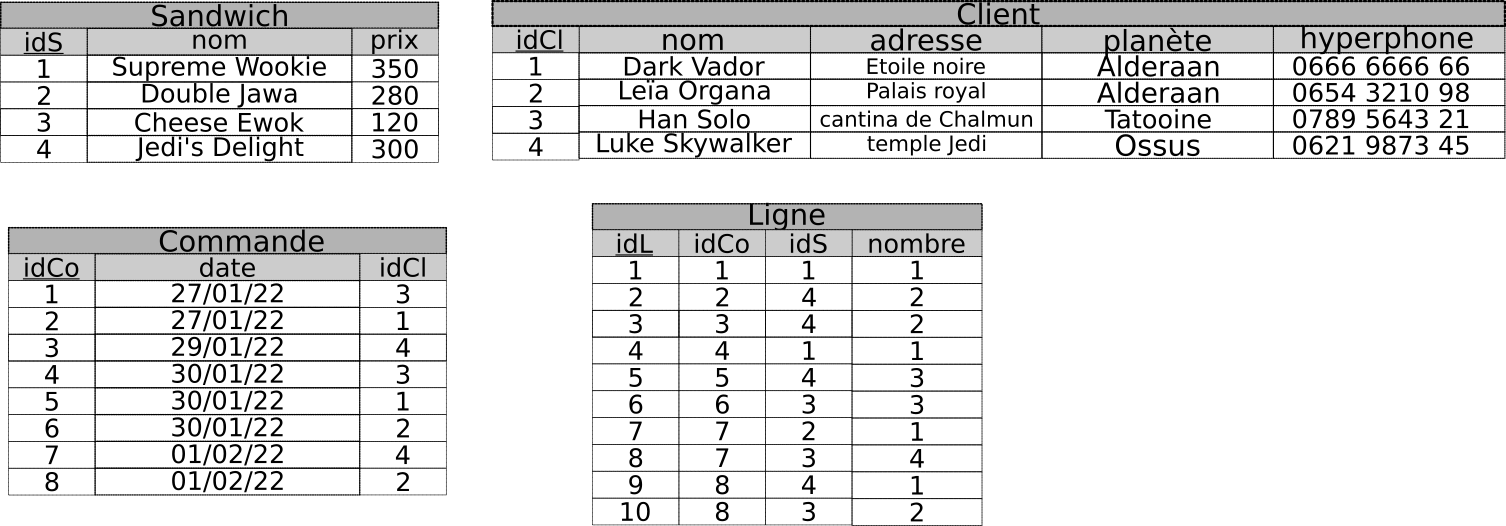 Sandwich
idS nom prix
1 Supreme Wookie 350
2 Double Jawa 280
3 Cheese Ewok 120
4 Jedi's Delight 300
Client
idCl nom adresse planète hyperphone
1 Dark Vador Etoile noire Alderaan 0666 6666 66
2 Leïa Organa Palais royal Alderaan 0654 3210 98
3 Han Solo cantina de Chalmun Tatooine 0789 5643 21
4 Luke Skywalker temple Jedi Ossus 0621 9873 45
Commande
idCo date idCl
1 27/01/22 3
2 27/01/22 1
3 29/01/22 4
4 30/01/22 3
5 30/01/22 1
6 30/01/22 2
7 01/02/22 4
8 01/02/22 2
Ligne
idL idCo idS nombre
1 1 1 1
2 2 4 2
3 3 4 2
4 4 1 1
5 5 4 3
6 6 3 3
7 7 2 1
8 7 3 4
9 8 4 1
10 8 3 2